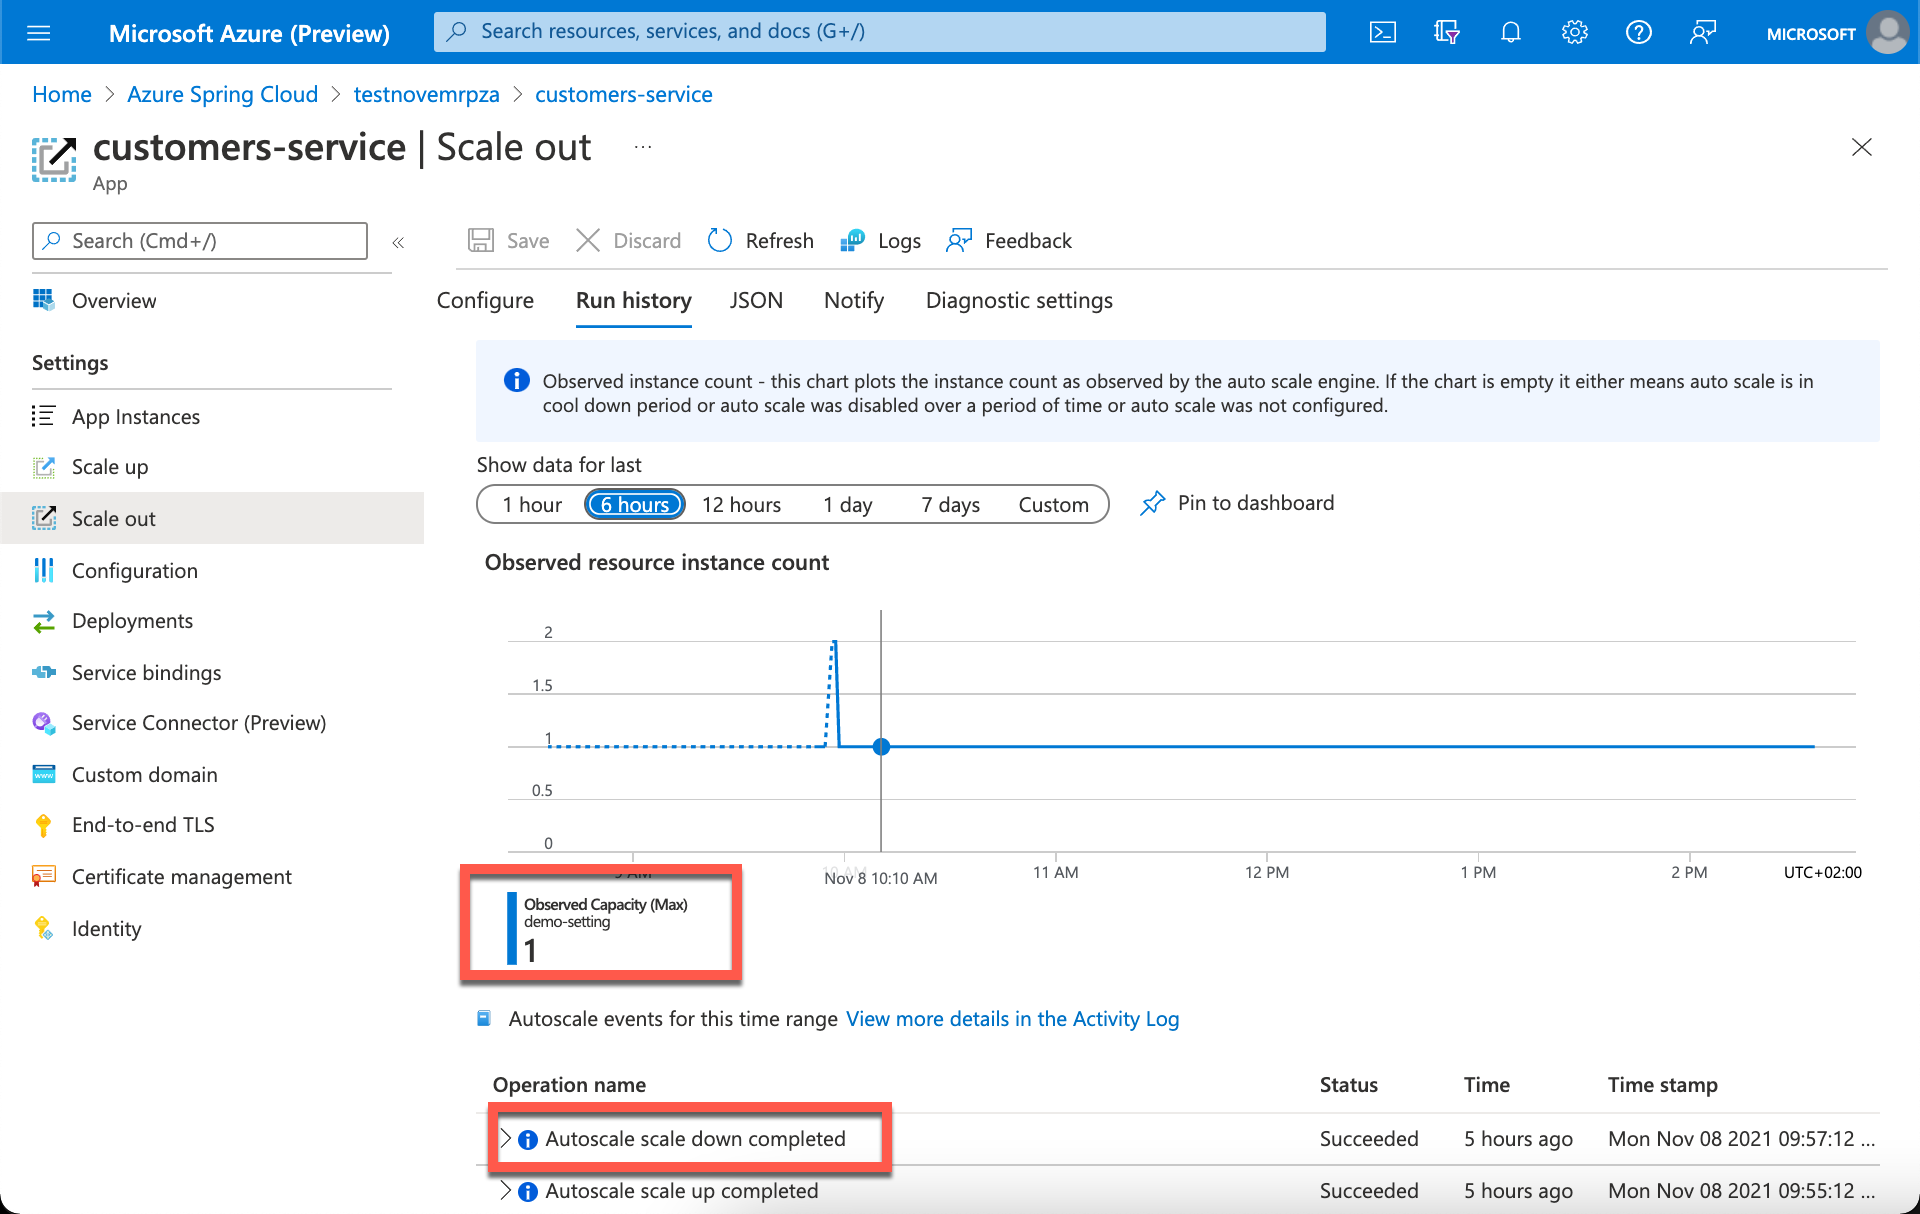 Microsoft Azure (Preview)
Search resources, services, and docs (G+/)
MICROSOFT
Home > Azure Spring Cloud > testnovemrpza > customers-service
customers-service | Scale out ...
App
Search (Cmd+/)
«
Save
Discard
Refresh
Logs
Feedback
Overview
Settings
App Instances
Scale up
Scale out
Configuration
Deployments
Service bindings
Service Connector (Preview)
Custom domain
End-to-end TLS
Certificate management
Identity
Configure
Run history
JSON
Notify
Diagnostic settings
Observed instance count - this chart plots the instance count as observed by the auto scale engine. If the chart is empty it either means auto scale is in
cool down period or auto scale was disabled over a period of time or auto scale was not configured.
Show data for last
1 hour
6 hours
12 hours
1 day
7 days
Custom
Pin to dashboard
Observed resource instance count
2
1.5
1
0.5
0
9 AM
10 AM
Nov 8 10:10 AM
11 AM
12 PM
1 PM
2 PM
UTC+02:00
Observed Capacity (Max)
demo-setting
1
Autoscale events for this time range View more details in the Activity Log
Operation name Status Time Time stamp
Autoscale scale down completed Succeeded 5 hours ago Mon Nov 08 2021 09:57:12 ...
Autoscale scale up completed Succeeded 5 hours ago Mon Nov 08 2021 09:55:12 ...